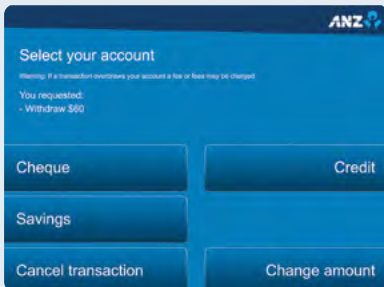 ANZ
Select your account
Warning: If a transaction overdraws your account a fee or fees may be charged
You requested:
- Withdraw $60
Cheque
Credit
Savings
Cancel transaction
Change amount